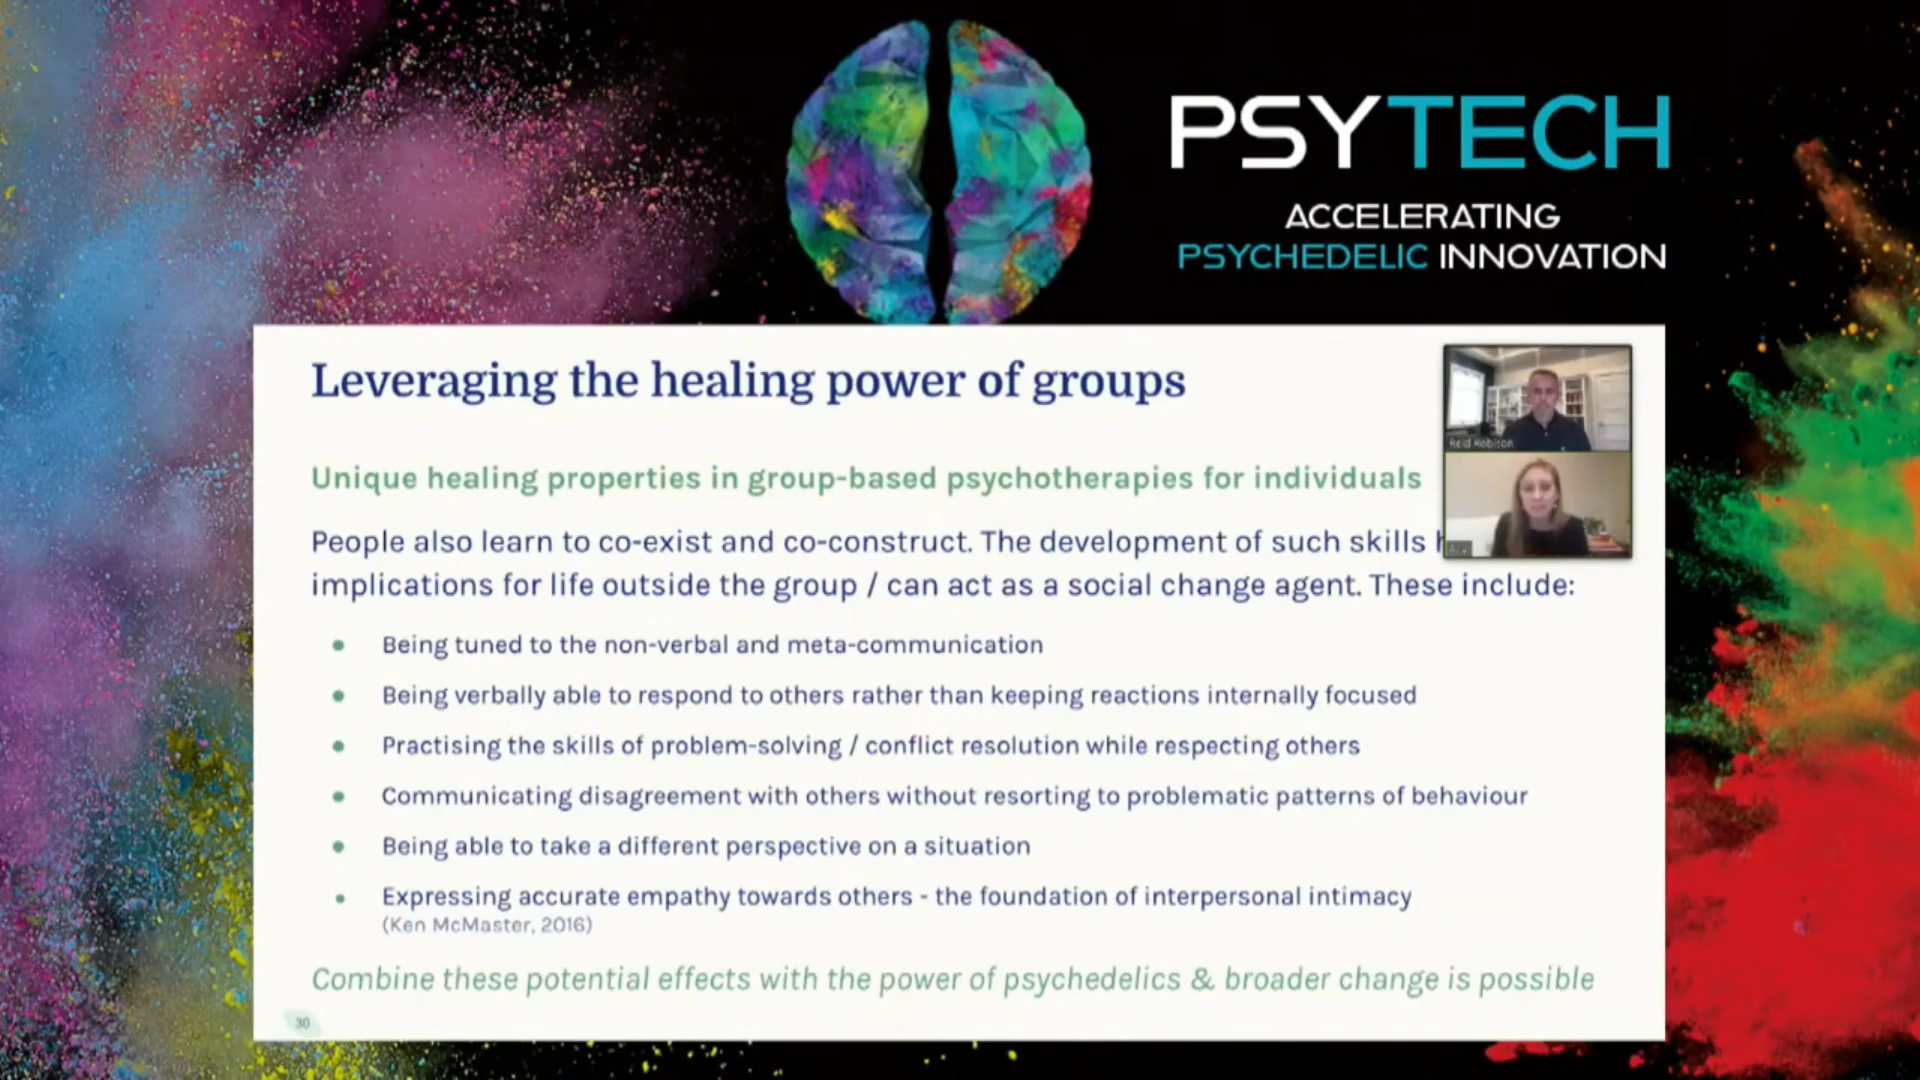 PSYTECH
ACCELERATING
PSYCHEDELIC INNOVATION
Leveraging the healing power of groups
Reid Robison
Unique healing properties in group-based psychotherapies for individuals
People also learn to co-exist and co-construct. The development of such skills
implications for life outside the group / can act as a social change agent. These include:
Being tuned to the non-verbal and meta-communication
Being verbally able to respond to others rather than keeping reactions internally focused
Practising the skills of problem-solving / conflict resolution while respecting others
Communicating disagreement with others without resorting to problematic patterns of behaviour
Being able to take a different perspective on a situation
Expressing accurate empathy towards others - the foundation of interpersonal intimacy
(Ken McMaster, 2016)
Combine these potential effects with the power of psychedelics & broader change is possible
30